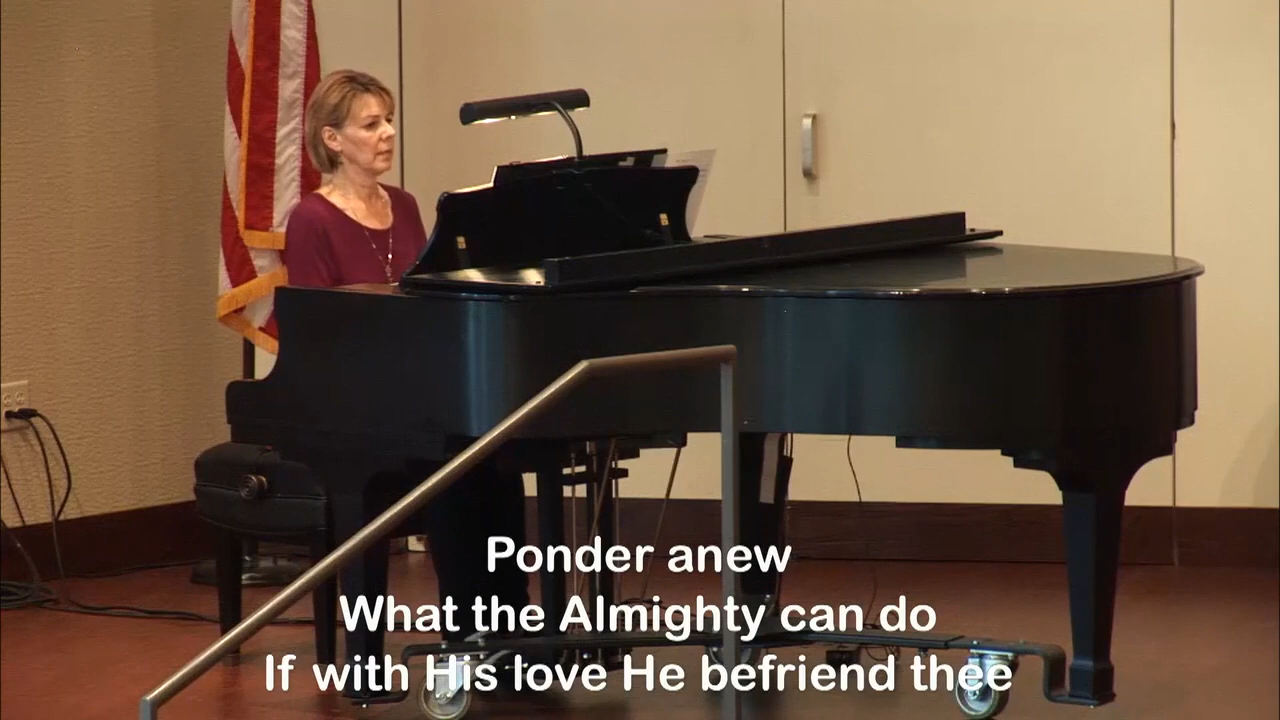 Ponder anew
What the Almighty can do
If with His love He befriend thee